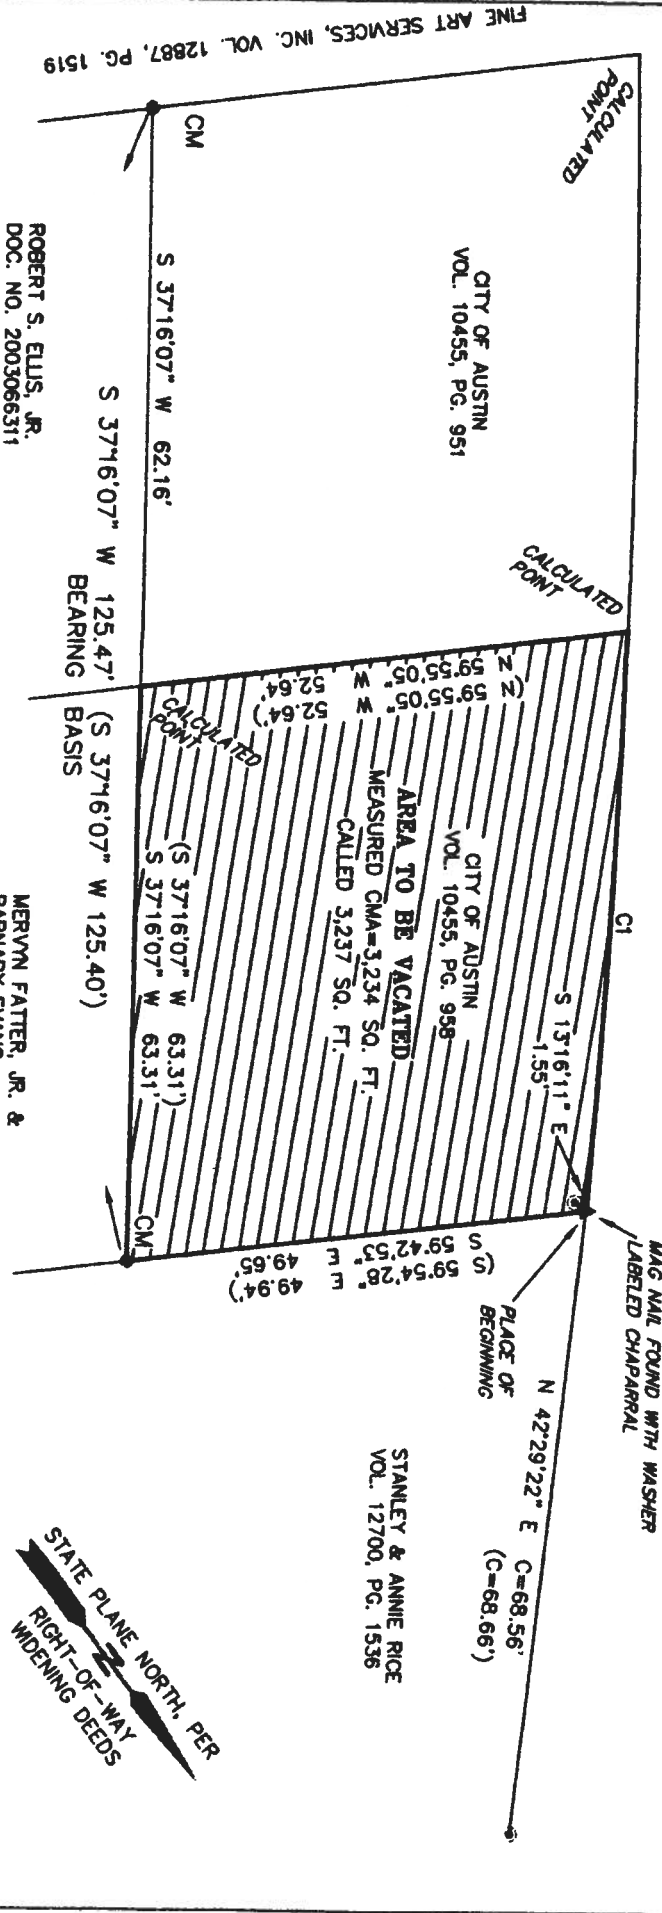 FINE ART SERVICES, INC. VOL. 12887, PG. 1519
CALCULATED
POINT
CM
CITY OF AUSTIN
VOL. 10455, PG. 951
S 37°16'07" W 62.16'
ROBERT S. ELLIS, JR.
DOC. NO. 2003066311
S 37°16'07" W 125.47' (S 37°16'07" W 125.40')
BEARING BASIS
CALCULATED
POINT
N 59°55'05" W 52.64'
(N 59°55'05" W 52.64')
CALCULATED
POINT
C1
CITY OF AUSTIN
VOL. 10455, PG. 958
AREA TO BE VACATED
MEASURED CMA=3,234 SQ. FT.
CALLED 3,237 SQ. FT.
(S 37°16'07" W 63.31')
S 37°16'07" W 63.31'
S 13°16'11" E
1.55'
CM
MERVYN FATTER, JR. &
S 59°42'53" E 49.65'
(S 59°54'28" E 49.94')
MAG NAIL FOUND WITH WASHER
LABELED CHAPARRAL
PLACE OF
BEGINNING
N 42°29'22" E C=68.56'
(C=68.66')
STANLEY & ANNIE RICE
VOL. 12700, PG. 1536
STATE PLANE NORTH, PER
N
RIGHT-OF-WAY
WIDENING DEEDS